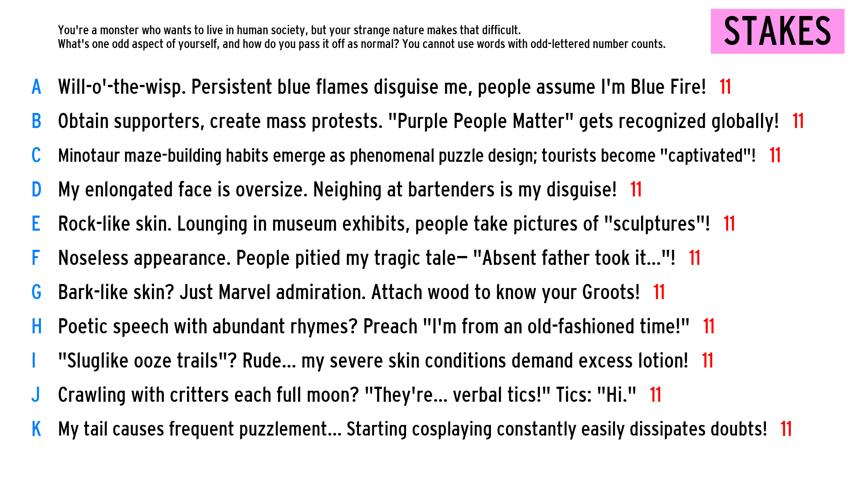 You're a monster who wants to live in human society, but your strange nature makes that difficult.
What's one odd aspect of yourself, and how do you pass it off as normal? You cannot use words with odd-lettered number counts.
STAKES
A Will-o'-the-wisp. Persistent blue flames disguise me, people assume I'm Blue Fire! 11
B Obtain supporters, create mass protests. "Purple People Matter" gets recognized globally! 11
C Minotaur maze-building habits emerge as phenomenal puzzle design; tourists become "captivated"! 11
D My enlongated face is oversize. Neighing at bartenders is my disguise! 11
E Rock-like skin. Lounging in museum exhibits, people take pictures of "sculptures"! 11
F Noseless appearance. People pitied my tragic tale— "Absent father took it..."! 11
G Bark-like skin? Just Marvel admiration. Attach wood to know your Groots! 11
H Poetic speech with abundant rhymes? Preach "I'm from an old-fashioned time!" 11
I "Sluglike ooze trails"? Rude... my severe skin conditions demand excess lotion! 11
J Crawling with critters each full moon? "They're... verbal tics!" Tics: "Hi." 11
K My tail causes frequent puzzlement... Starting cosplaying constantly easily dissipates doubts! 11